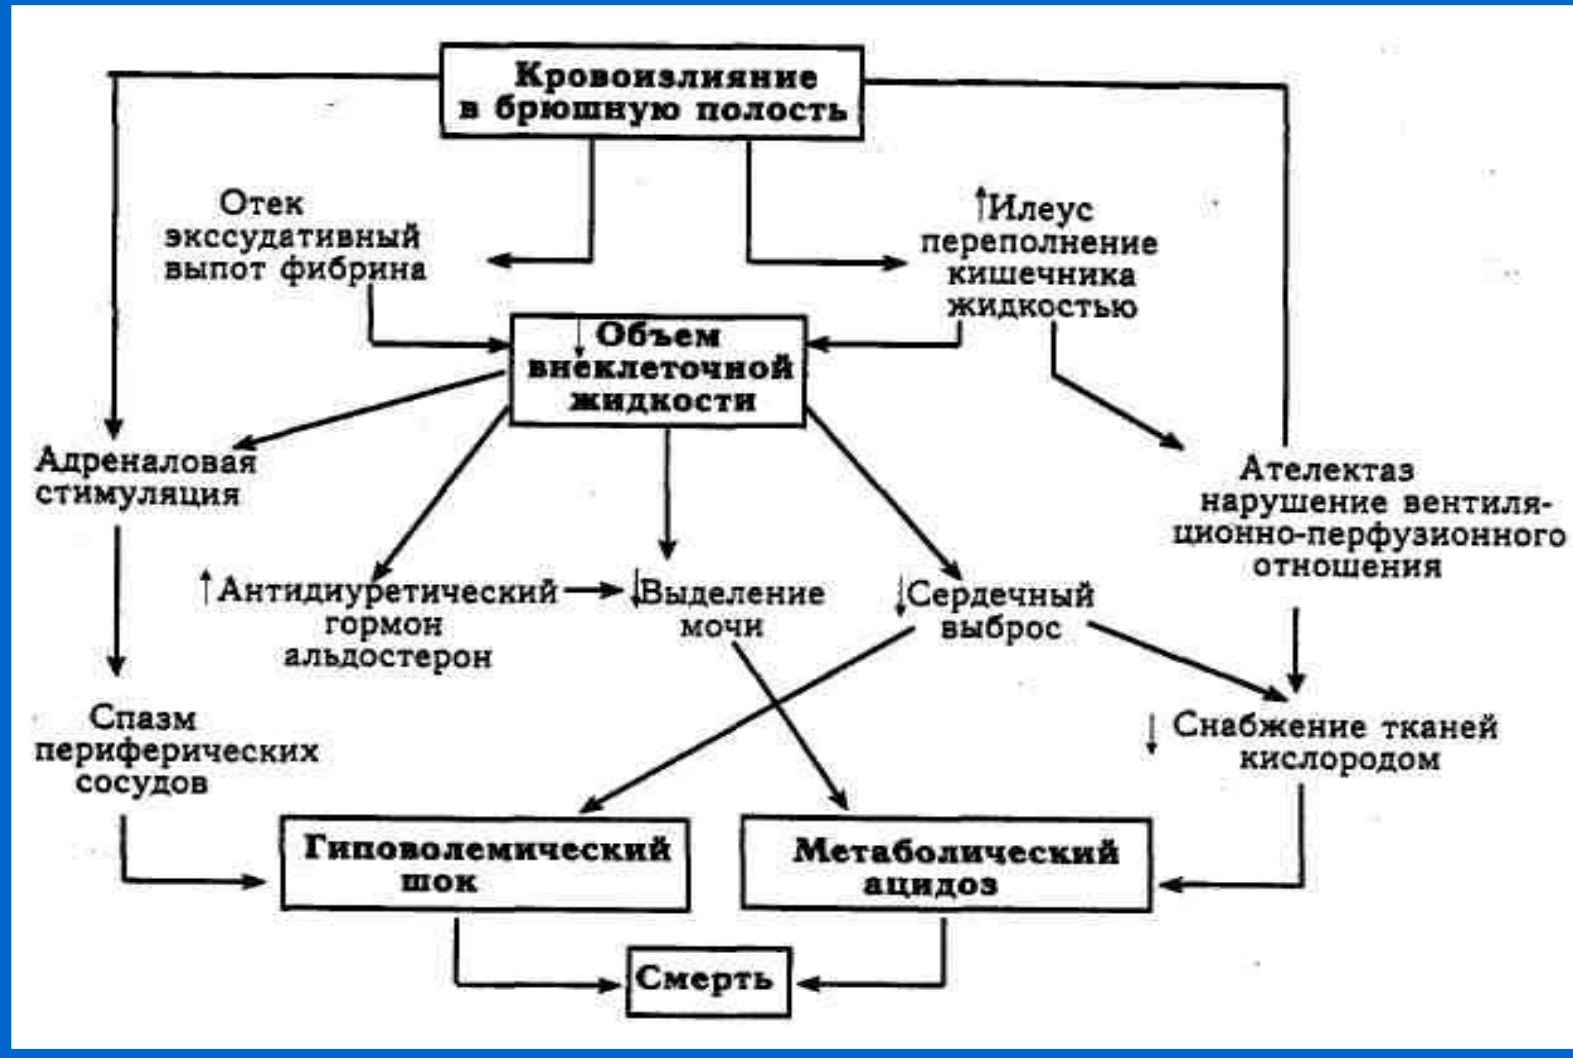 Кровоизлияние
в брюшную полость
Отек
экссудативный
выпот фибрина
↑Илеус
переполнение
кишечника
жидкостью
↓ Объем
внеклеточной
жидкости
Адреналовая
стимуляция
Ателектаз
нарушение вентиля-
ционно-перфузионного
отношения
↑Антидиуретический
гормон
альдостерон
↓Выделение
мочи
↓Сердечный
выброс
Спазм
периферических
сосудов
↓ Снабжение тканей
кислородом
Гиповолемический
шок
Метаболический
ацидоз
Смерть